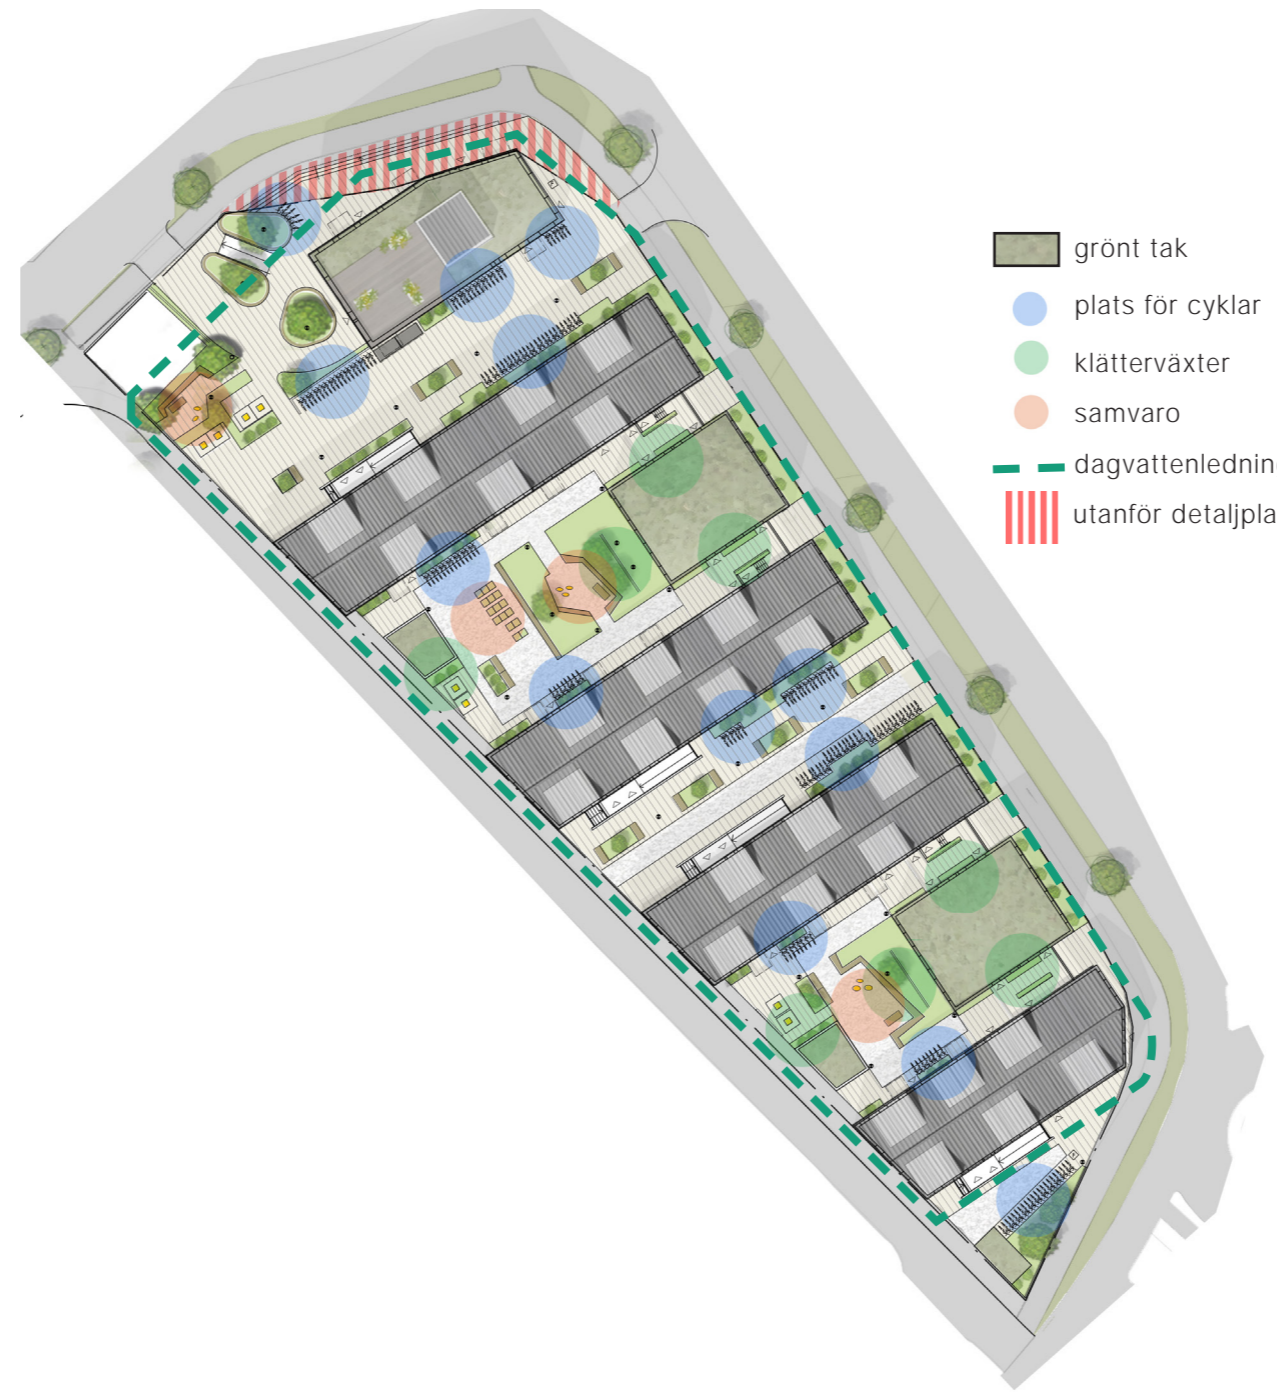 grönt tak
plats för cyklar
klätterväxter
samvaro
dagvattenlednin
utanför detaljpla